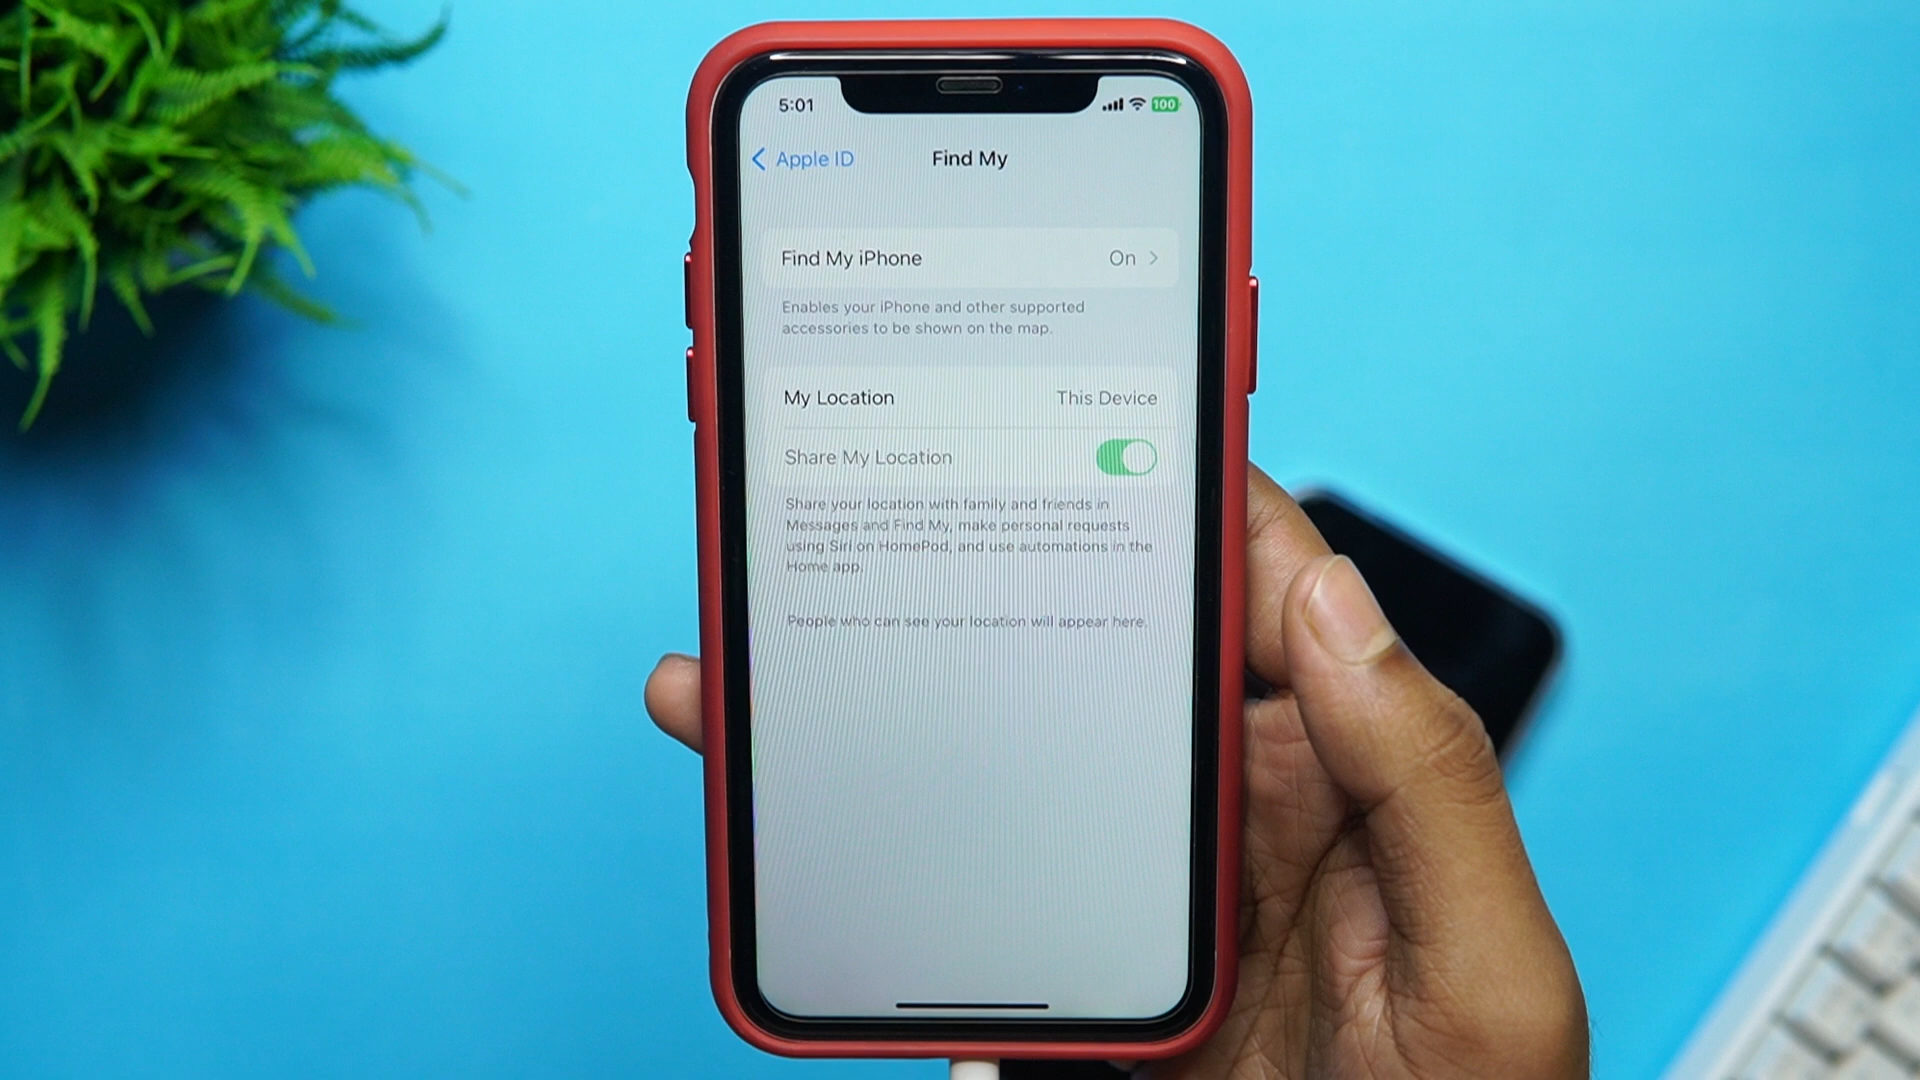 5:01
100
Apple ID
Find My
Find My iPhone On
Enables your iPhone and other supported
accessories to be shown on the map.
My Location This Device
Share My Location
Share your location with family and friends in
Messages and Find My, make personal requests
using Siri on HomePod, and use automations in the
Home app.
People who can see your location will appear here.